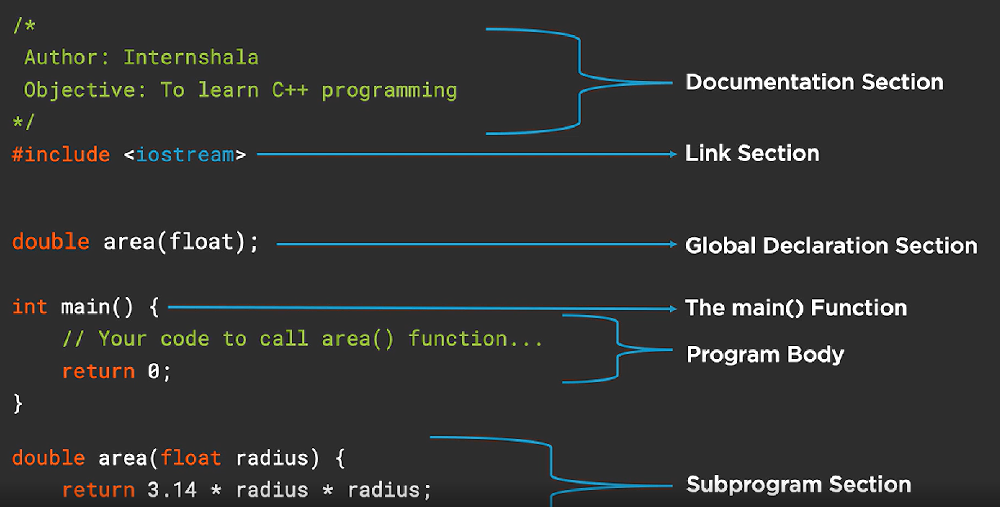 /*
Author: Internshala
Objective: To learn C++ programming
*/
Documentation Section
#include <iostream>
Link Section
double area(float);
Global Declaration Section
int main() {
The main() Function
// Your code to call area() function...
Program Body
return 0;
}
double area(float radius) {
return 3.14 * radius * radius;
Subprogram Section